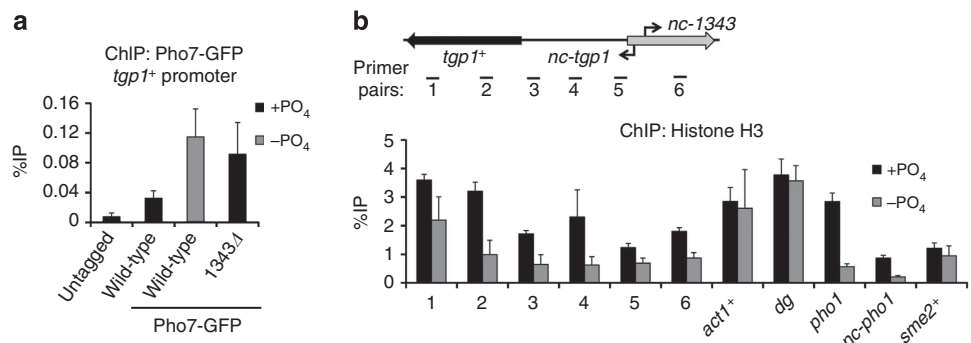 a
ChIP: Pho7-GFP
tgp1⁺ promoter
+PO₄
–PO₄
%IP
0.16
0.12
0.08
0.04
0
Untagged
Wild-type
Wild-type
1343Δ
Pho7-GFP
b
nc-1343
tgp1⁺
nc-tgp1
Primer
pairs: 1 2 3 4 5 6
ChIP: Histone H3
+PO₄
–PO₄
%IP
5
4
3
2
1
0
1 2 3 4 5 6 act1⁺ dg pho1 nc-pho1 sme2⁺